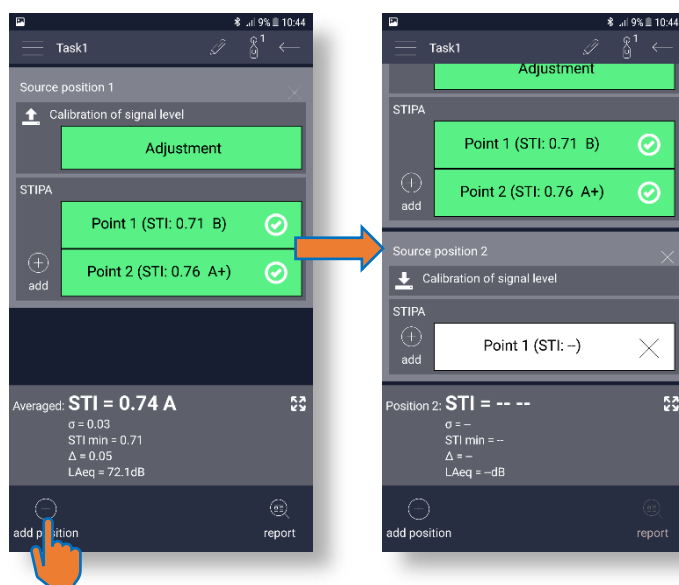 9% 10:44
Task1
1
Source position 1
Calibration of signal level
Adjustment
STIPA
Point 1 (STI: 0.71 B)
Point 2 (STI: 0.76 A+)
add
Averaged: STI = 0.74 A
σ = 0.03
STI min = 0.71
Δ = 0.05
LAeq = 72.1dB
add position
report
9% 10:44
Task1
1
Adjustment
STIPA
Point 1 (STI: 0.71 B)
Point 2 (STI: 0.76 A+)
add
Source position 2
Calibration of signal level
STIPA
Point 1 (STI: --)
add
Position 2: STI = -- --
σ = --
STI min = --
Δ = --
LAeq = --dB
add position
report